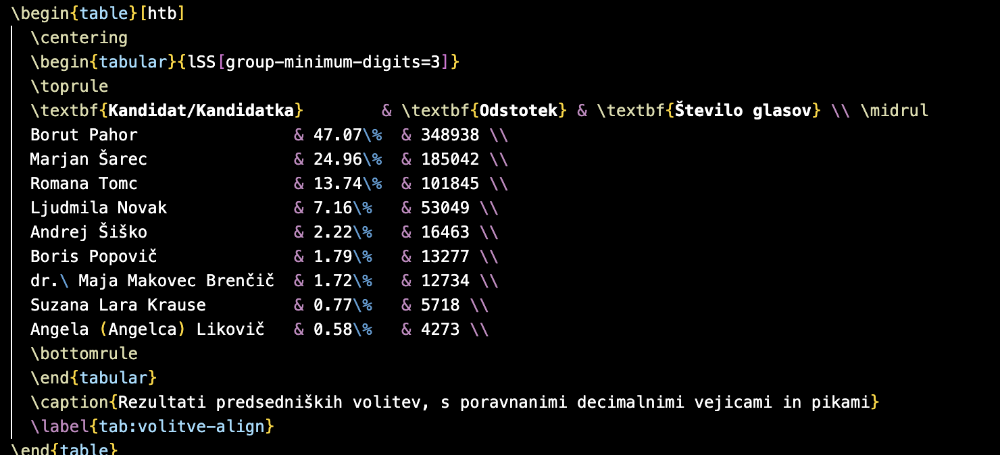 \begin{table}[htb]
\centering
\begin{tabular}{lSS[group-minimum-digits=3]}
\toprule
\textbf{Kandidat/Kandidatka} & \textbf{Odstotek} & \textbf{Število glasov} \\ \midrul
Borut Pahor & 47.07\% & 348938 \\
Marjan Šarec & 24.96\% & 185042 \\
Romana Tomc & 13.74\% & 101845 \\
Ljudmila Novak & 7.16\% & 53049 \\
Andrej Šiško & 2.22\% & 16463 \\
Boris Popovič & 1.79\% & 13277 \\
dr.\ Maja Makovec Brenčič & 1.72\% & 12734 \\
Suzana Lara Krause & 0.77\% & 5718 \\
Angela (Angelca) Likovič & 0.58\% & 4273 \\
\bottomrule
\end{tabular}
\caption{Rezultati predsedniških volitev, s poravnanimi decimalnimi vejicami in pikami}
\label{tab:volitve-align}
\end{table}